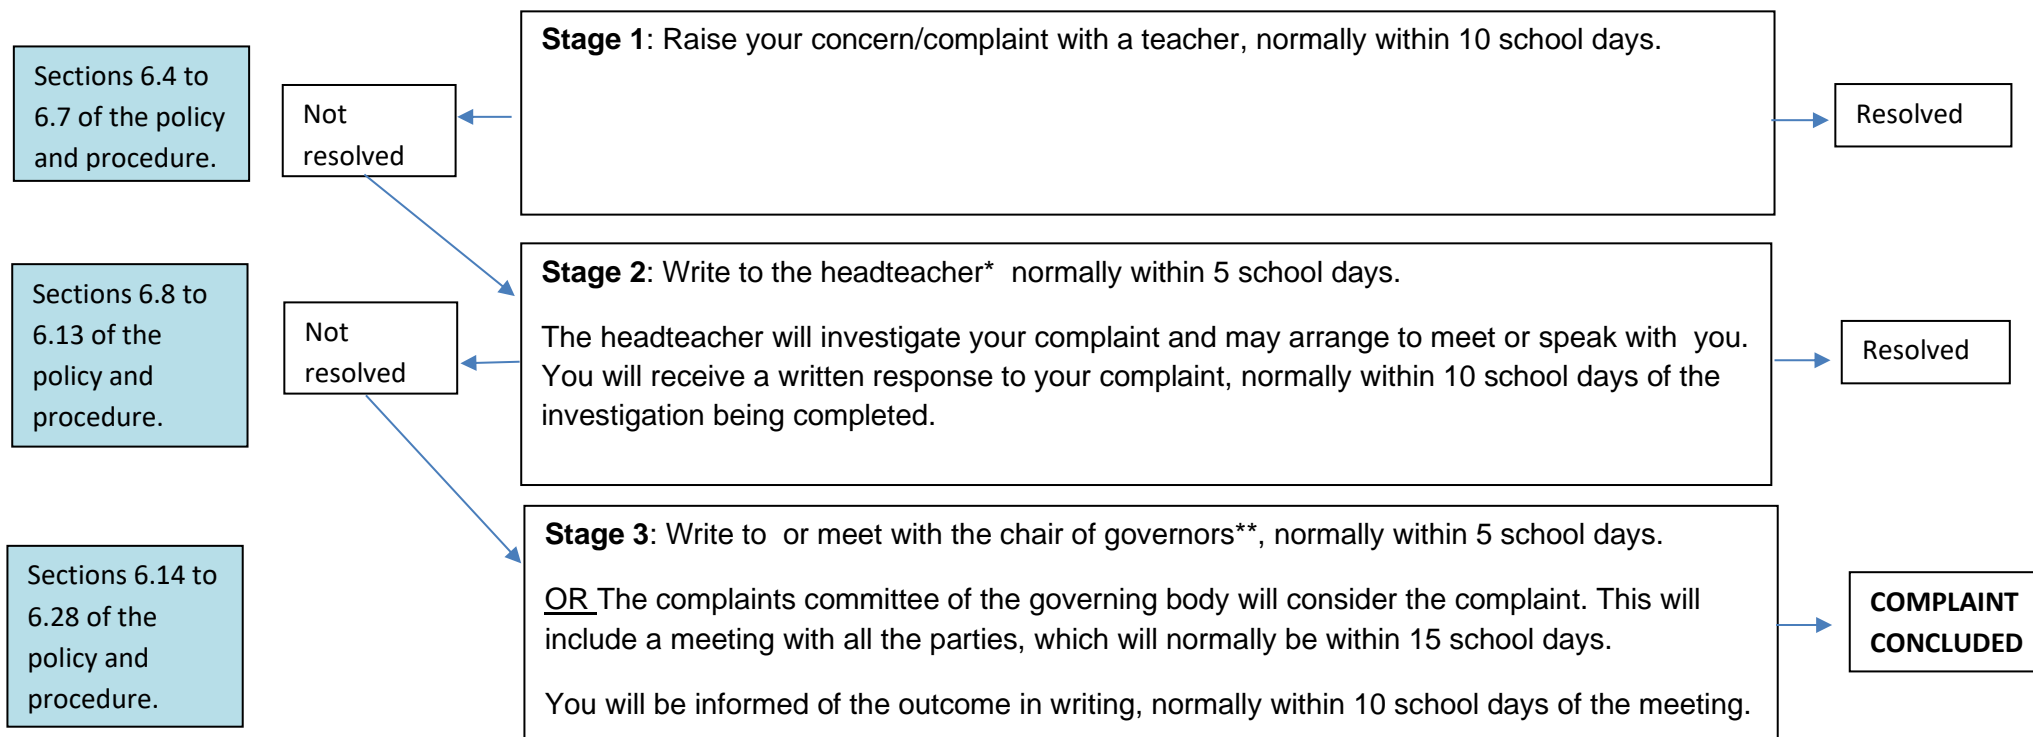 Stage 1: Raise your concern/complaint with a teacher, normally within 10 school days.
Sections 6.4 to
6.7 of the policy
and procedure.
Not
resolved
Resolved
Stage 2: Write to the headteacher* normally within 5 school days.
The headteacher will investigate your complaint and may arrange to meet or speak with you.
You will receive a written response to your complaint, normally within 10 school days of the
investigation being completed.
Sections 6.8 to
6.13 of the
policy and
procedure.
Not
resolved
Resolved
Stage 3: Write to or meet with the chair of governors**, normally within 5 school days.
OR The complaints committee of the governing body will consider the complaint. This will
include a meeting with all the parties, which will normally be within 15 school days.
You will be informed of the outcome in writing, normally within 10 school days of the meeting.
Sections 6.14 to
6.28 of the
policy and
procedure.
COMPLAINT
CONCLUDED